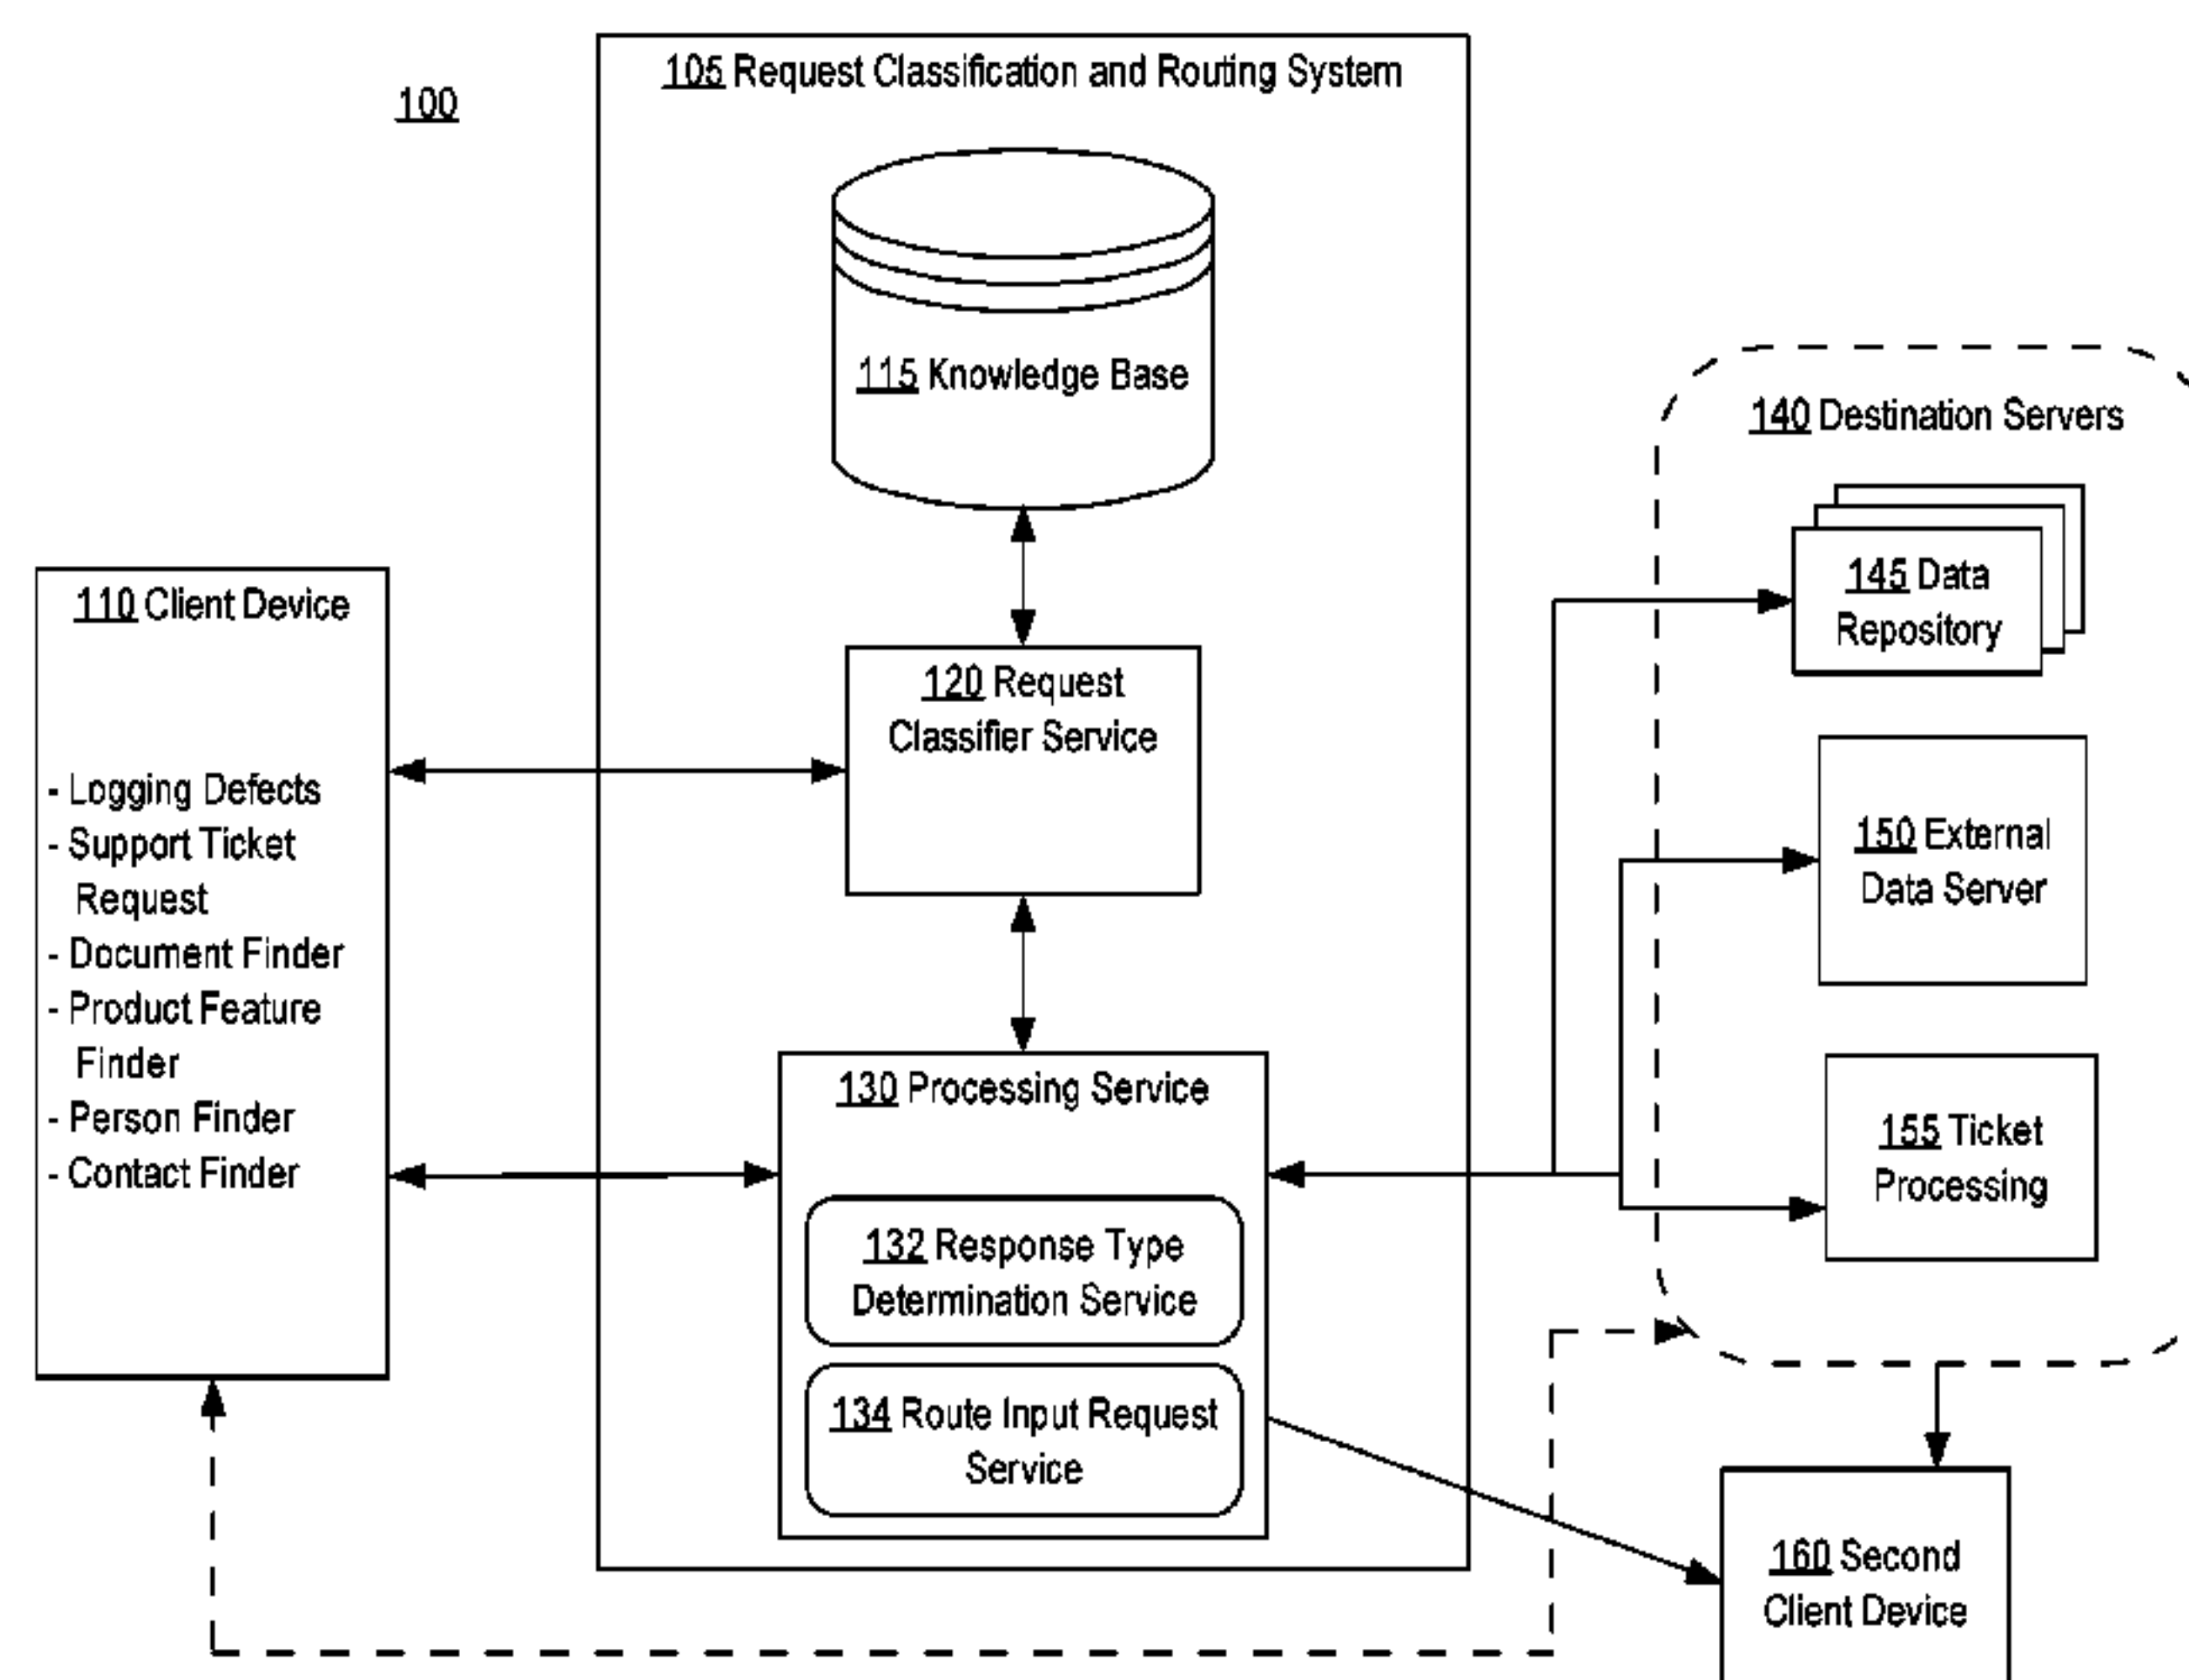 100
105 Request Classification and Routing System
115 Knowledge Base
140 Destination Servers
145 Data
Repository
110 Client Device
120 Request
Classifier Service
- Logging Defects
- Support Ticket
Request
- Document Finder
- Product Feature
Finder
- Person Finder
- Contact Finder
150 External
Data Server
130 Processing Service
155 Ticket
Processing
132 Response Type
Determination Service
134 Route Input Request
Service
160 Second
Client Device